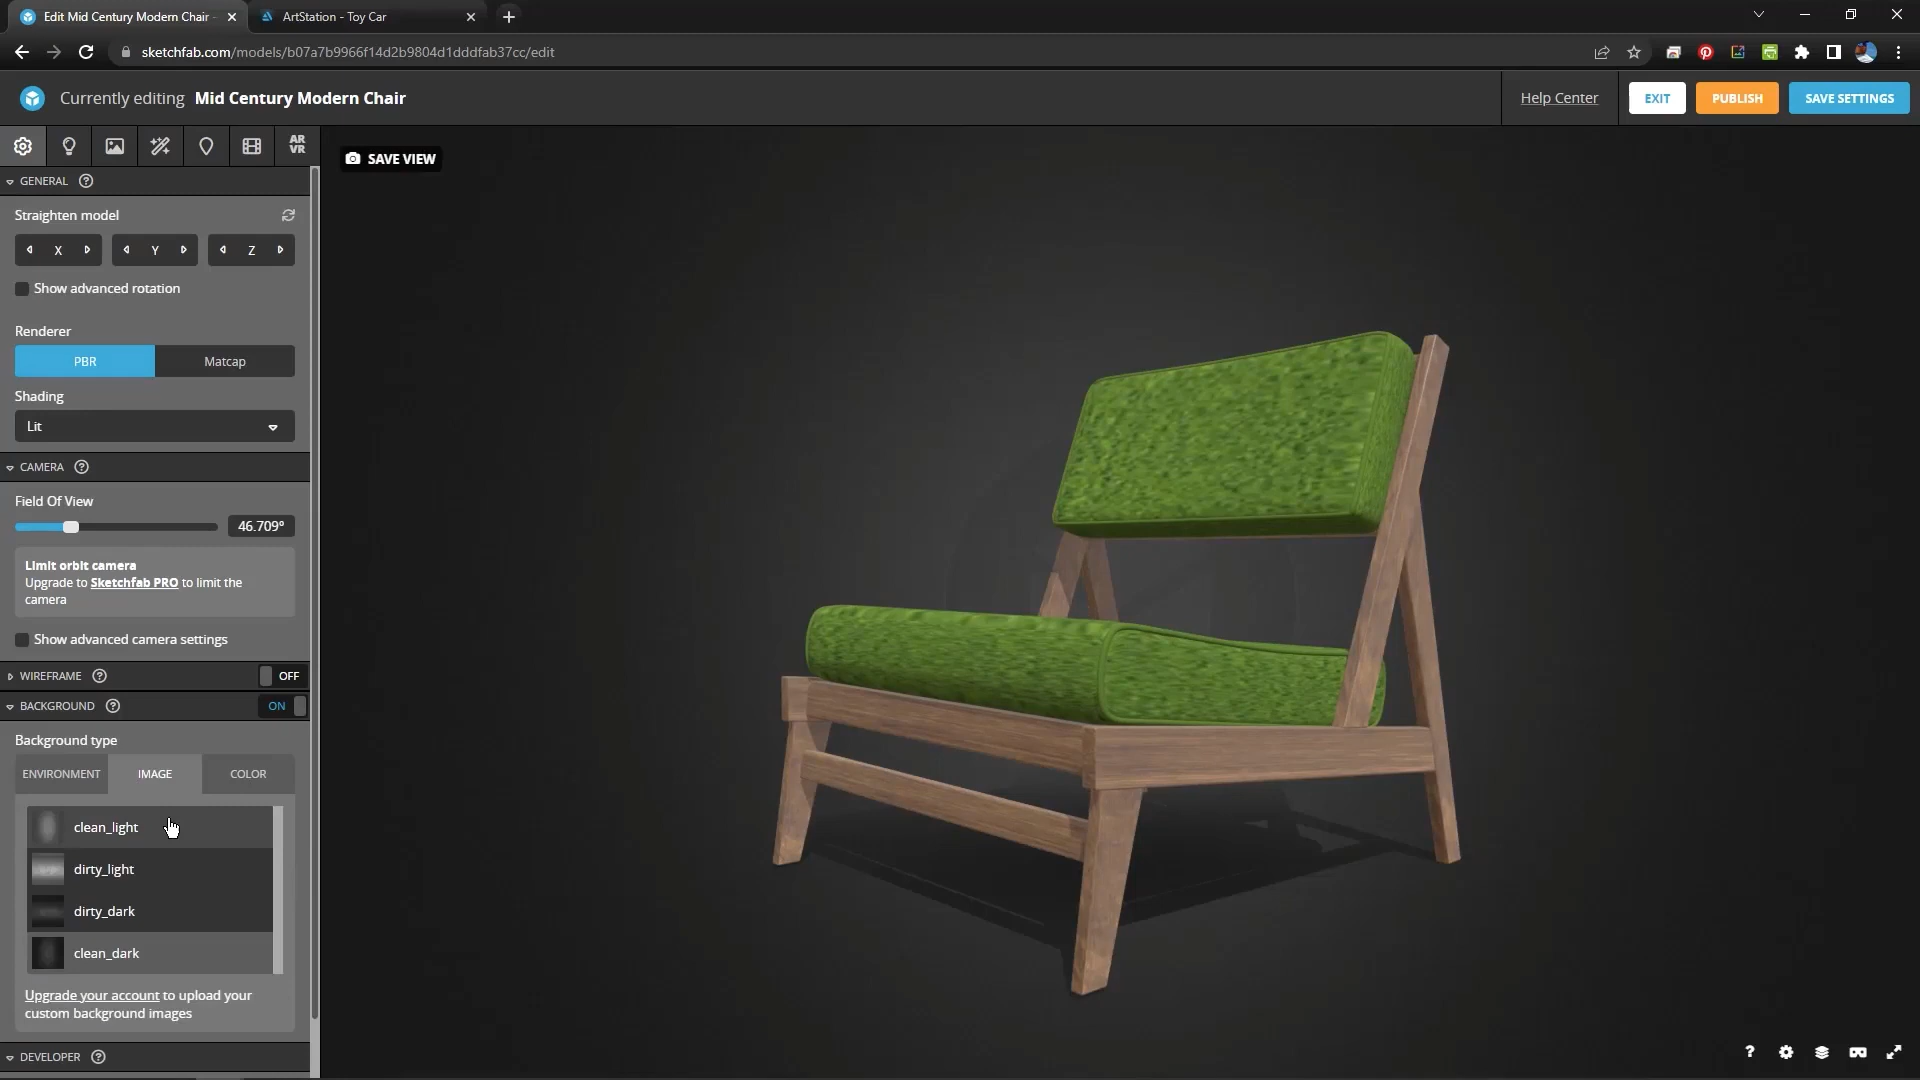 Edit Mid Century Modern Chair -
ArtStation - Toy Car
sketchfab.com/models/b07a7b9966f14d2b9804d1dddfab37cc/edit
Currently editing Mid Century Modern Chair
Help Center
EXIT
PUBLISH
SAVE SETTINGS
AR
VR
SAVE VIEW
GENERAL
Straighten model
X Y Z
Show advanced rotation
Renderer
PBR Matcap
Shading
Lit
CAMERA
Field Of View
46.709°
Limit orbit camera
Upgrade to Sketchfab PRO to limit the
camera
Show advanced camera settings
WIREFRAME OFF
BACKGROUND ON
Background type
ENVIRONMENT IMAGE COLOR
clean_light
dirty_light
dirty_dark
clean_dark
Upgrade your account to upload your
custom background images
DEVELOPER